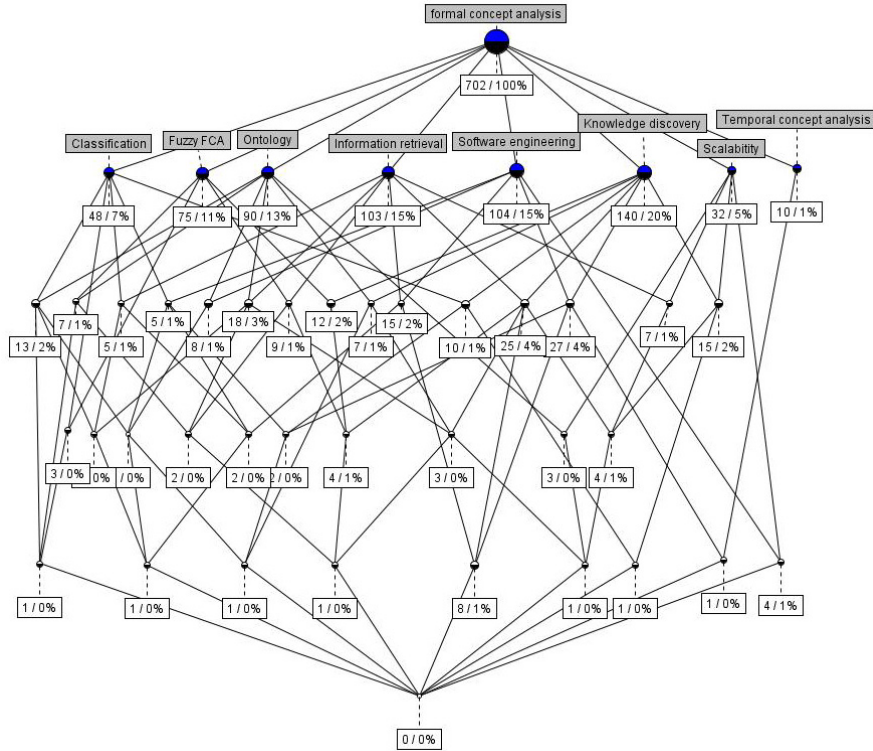 formal concept analysis
702 / 100%
Classification
Fuzzy FCA
Ontology
Information retrieval
Software engineering
Knowledge discovery
Scalability
Temporal concept analysis
48 / 7%
75 / 11%
90 / 13%
103 / 15%
104 / 15%
140 / 20%
32 / 5%
10 / 1%
13 / 2%
7 / 1%
5 / 1%
5 / 1%
8 / 1%
18 / 3%
9 / 1%
12 / 2%
7 / 1%
15 / 2%
10 / 1%
25 / 4%
27 / 4%
7 / 1%
15 / 2%
3 / 0%
0%
/ 0%
2 / 0%
2 / 0%
2 / 0%
4 / 1%
3 / 0%
3 / 0%
4 / 1%
1 / 0%
1 / 0%
1 / 0%
1 / 0%
8 / 1%
1 / 0%
1 / 0%
1 / 0%
4 / 1%
0 / 0%